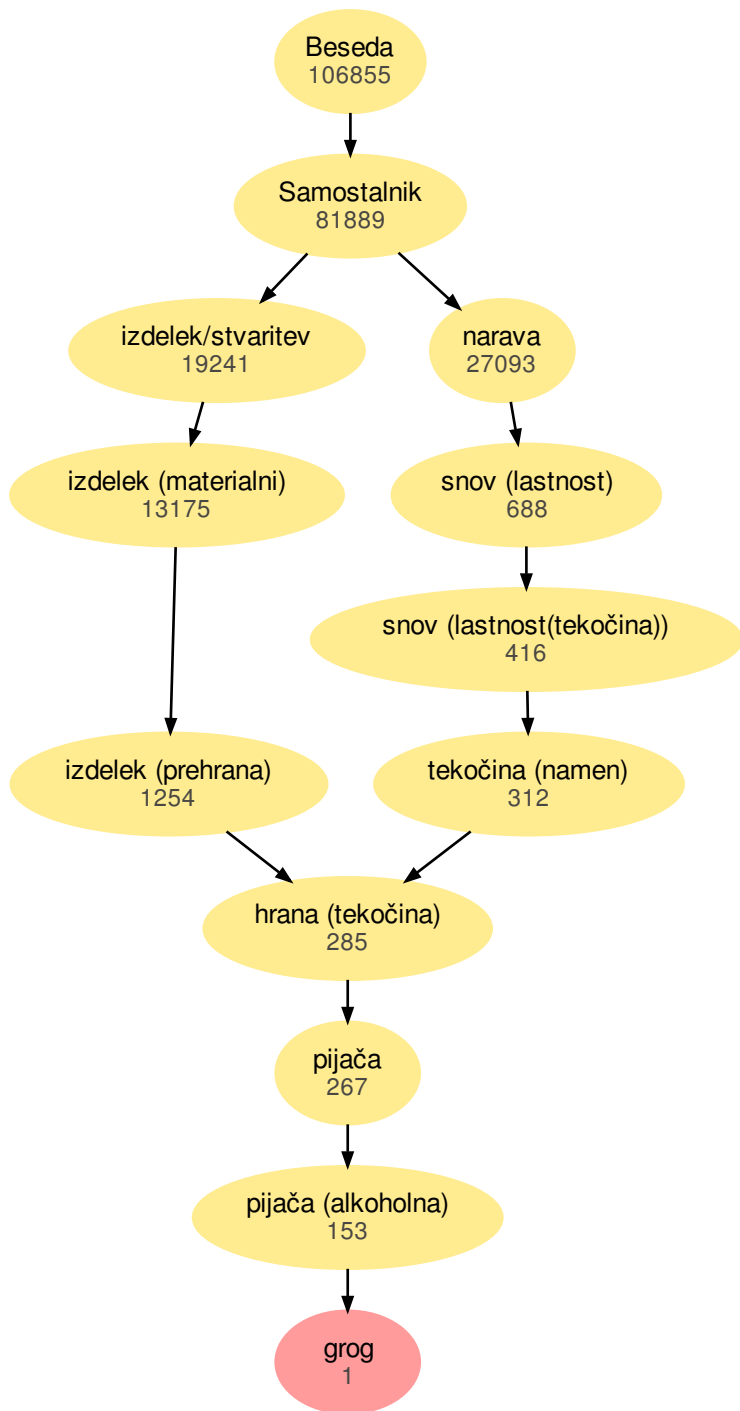 Beseda
106855
Samostalnik
81889
izdelek/stvaritev
19241
narava
27093
izdelek (materialni)
13175
snov (lastnost)
688
snov (lastnost(tekočina))
416
izdelek (prehrana)
1254
tekočina (namen)
312
hrana (tekočina)
285
pijača
267
pijača (alkoholna)
153
grog
1